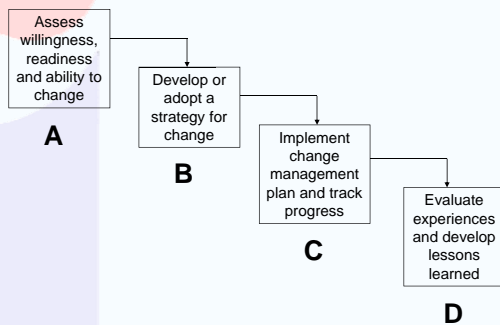 Assess
willingness,
readiness
and ability to
change
A
Develop or
adopt a
strategy for
change
B
Implement
change
management
plan and track
progress
C
Evaluate
experiences
and develop
lessons
learned
D